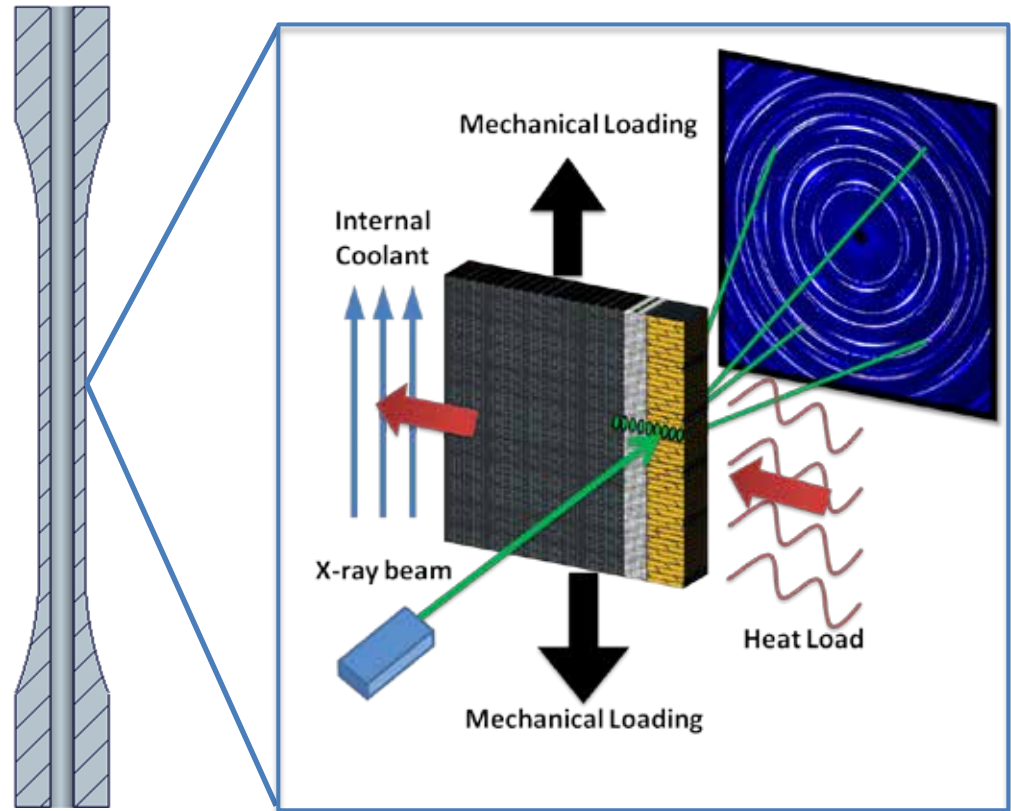 Mechanical Loading
Internal
Coolant
X-ray beam
Heat Load
Mechanical Loading